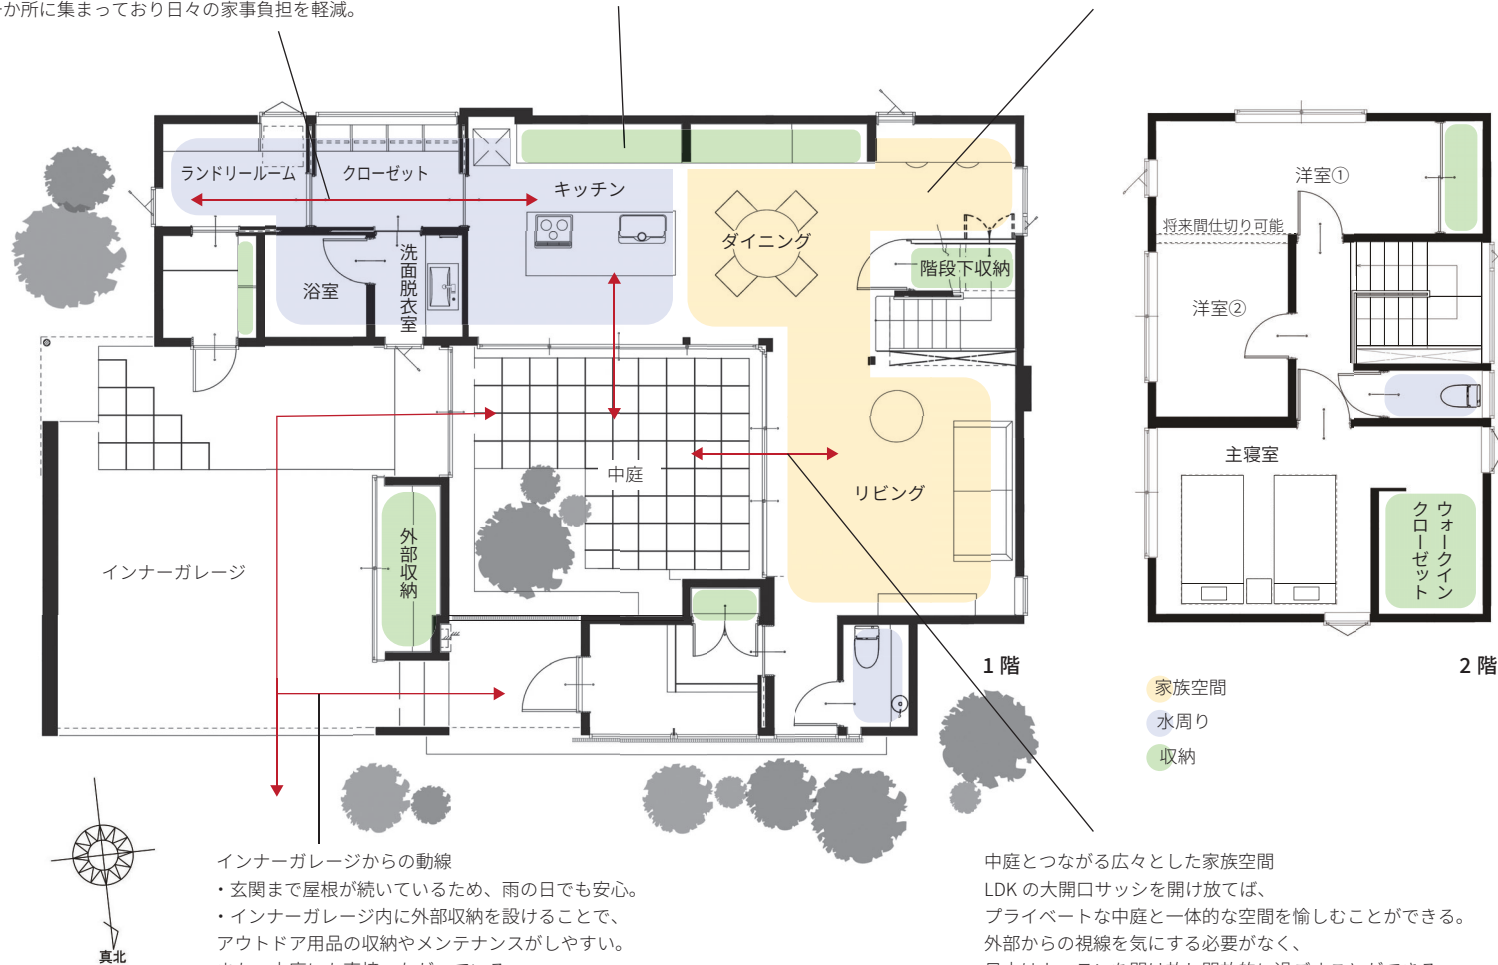 か所に集まっており日々の家事負担を軽減。
ランドリールーム
クローゼット
キッチン
ダイニング
階段下収納
浴室
洗面脱衣室
中庭
リビング
外部収納
インナーガレージ
1 階
洋室①
将来間仕切り可能
洋室②
主寝室
ウォークイン
クローゼット
2 階
家族空間
水周り
収納
真北
インナーガレージからの動線
・玄関まで屋根が続いているため、雨の日でも安心。
・インナーガレージ内に外部収納を設けることで、
アウトドア用品の収納やメンテナンスがしやすい。
中庭とつながる広々とした家族空間
LDK の大開口サッシを開け放てば、
プライベートな中庭と一体的な空間を愉しむことができる。
外部からの視線を気にする必要がなく、